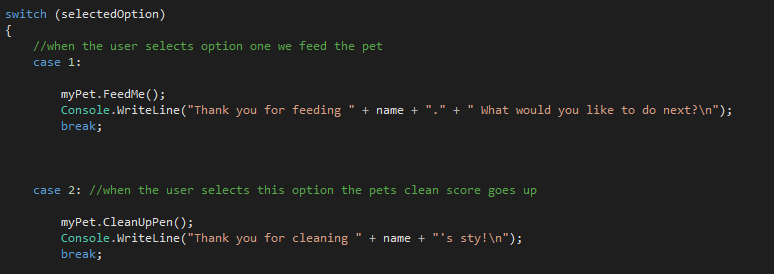 switch (selectedOption)
{
//when the user selects option one we feed the pet
case 1:
myPet.FeedMe();
Console.WriteLine("Thank you for feeding " + name + "." + " What would you like to do next?\n");
break;
case 2: //when the user selects this option the pets clean score goes up
myPet.CleanUpPen();
Console.WriteLine("Thank you for cleaning " + name + "'s sty!\n");
break;